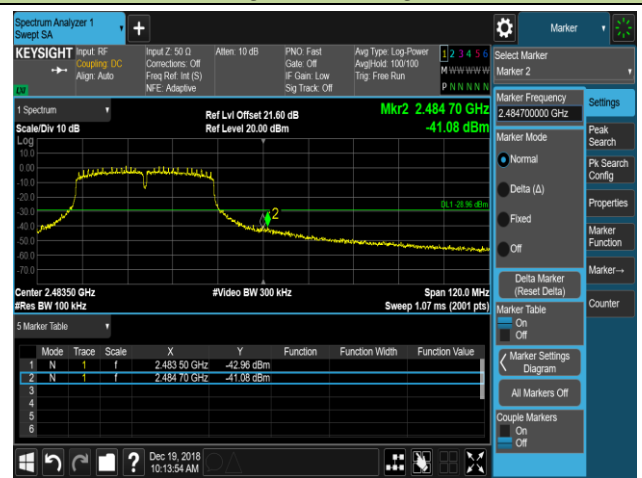 Spectrum Analyzer 1
Swept SA
+
Marker
KEYSIGHT
Input: RF
Coupling: DC
Align: Auto
Input Z: 50 Ω
Corrections: Off
Freq Ref: Int (S)
NFE: Adaptive
Atten: 10 dB
PNO: Fast
Gate: Off
IF Gain: Low
Sig Track: Off
Avg Type: Log-Power
Avg|Hold: 100/100
Trig: Free Run
1 2 3 4 5 6
M W W W W W
P N N N N N
LXI
Select Marker
Marker 2
1 Spectrum
Scale/Div 10 dB
Log
Ref Lvl Offset 21.60 dB
Ref Level 20.00 dBm
Mkr2 2.484 70 GHz
-41.08 dBm
10.0
0.00
-10.0
-20.0
-30.0
-40.0
-50.0
-60.0
-70.0
2
DL1 -28.96 dBm
Center 2.48350 GHz
#Res BW 100 kHz
#Video BW 300 kHz
Span 120.0 MHz
Sweep 1.07 ms (2001 pts)
5 Marker Table
Mode Trace Scale X Y Function Function Width Function Value
1 N 1 f 2.483 50 GHz -42.96 dBm
2 N 1 f 2.484 70 GHz -41.08 dBm
3
4
5
6
Marker Frequency
2.484700000 GHz
Marker Mode
Normal
Delta (Δ)
Fixed
Off
Delta Marker
(Reset Delta)
Marker Table
On
Off
Marker Settings
Diagram
All Markers Off
Couple Markers
On
Off
Settings
Peak
Search
Pk Search
Config
Properties
Marker
Function
Marker→
Counter
?
Dec 19, 2018
10:13:54 AM